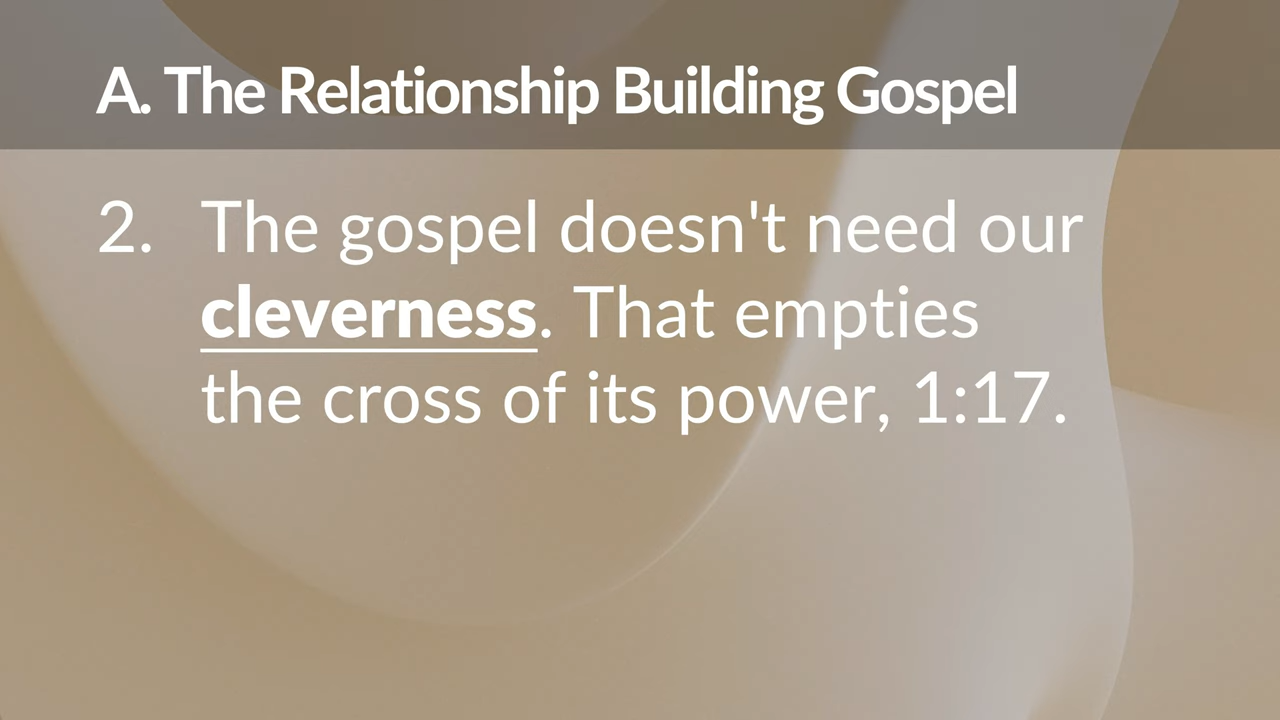 A. The Relationship Building Gospel
2. The gospel doesn't need our
cleverness. That empties
the cross of its power, 1:17.